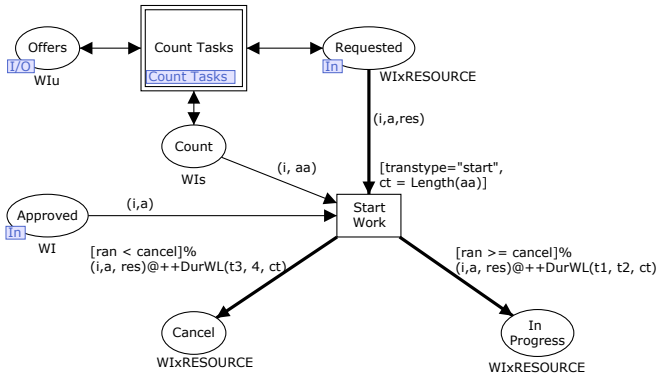 Offers
I/O
WIu
Count Tasks
Count Tasks
Requested
In
WIxRESOURCE
(i,a,res)
Count
WIs
(i, aa)
[transtype="start",
ct = Length(aa)]
Approved
In
WI
(i,a)
Start
Work
[ran < cancel]%
(i,a, res)@++DurWL(t3, 4, ct)
[ran >= cancel]%
(i,a, res)@++DurWL(t1, t2, ct)
Cancel
WIxRESOURCE
In
Progress
WIxRESOURCE